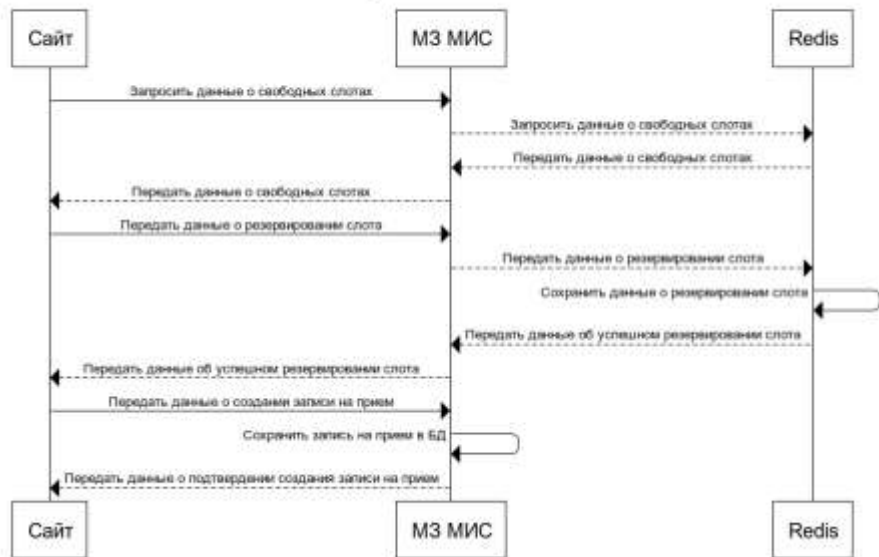 Сайт
МЗ МИС
Redis
Запросить данные о свободных слотах
Запросить данные о свободных слотах
Передать данные о свободных слотах
Передать данные о свободных слотах
Передать данные о резервировании слота
Передать данные о резервировании слота
Сохранить данные о резервировании слота
Передать данные об успешном резервировании слота
Передать данные об успешном резервировании слота
Передать данные о создании записи на прием
Сохранить запись на прием в БД
Передать данные о подтвердении создания записи на прием
Сайт
МЗ МИС
Redis